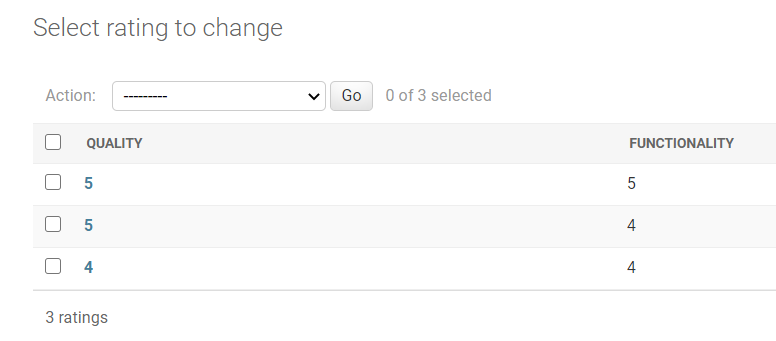 Select rating to change
Action: --------- Go 0 of 3 selected
QUALITY FUNCTIONALITY
5 5
5 4
4 4
3 ratings